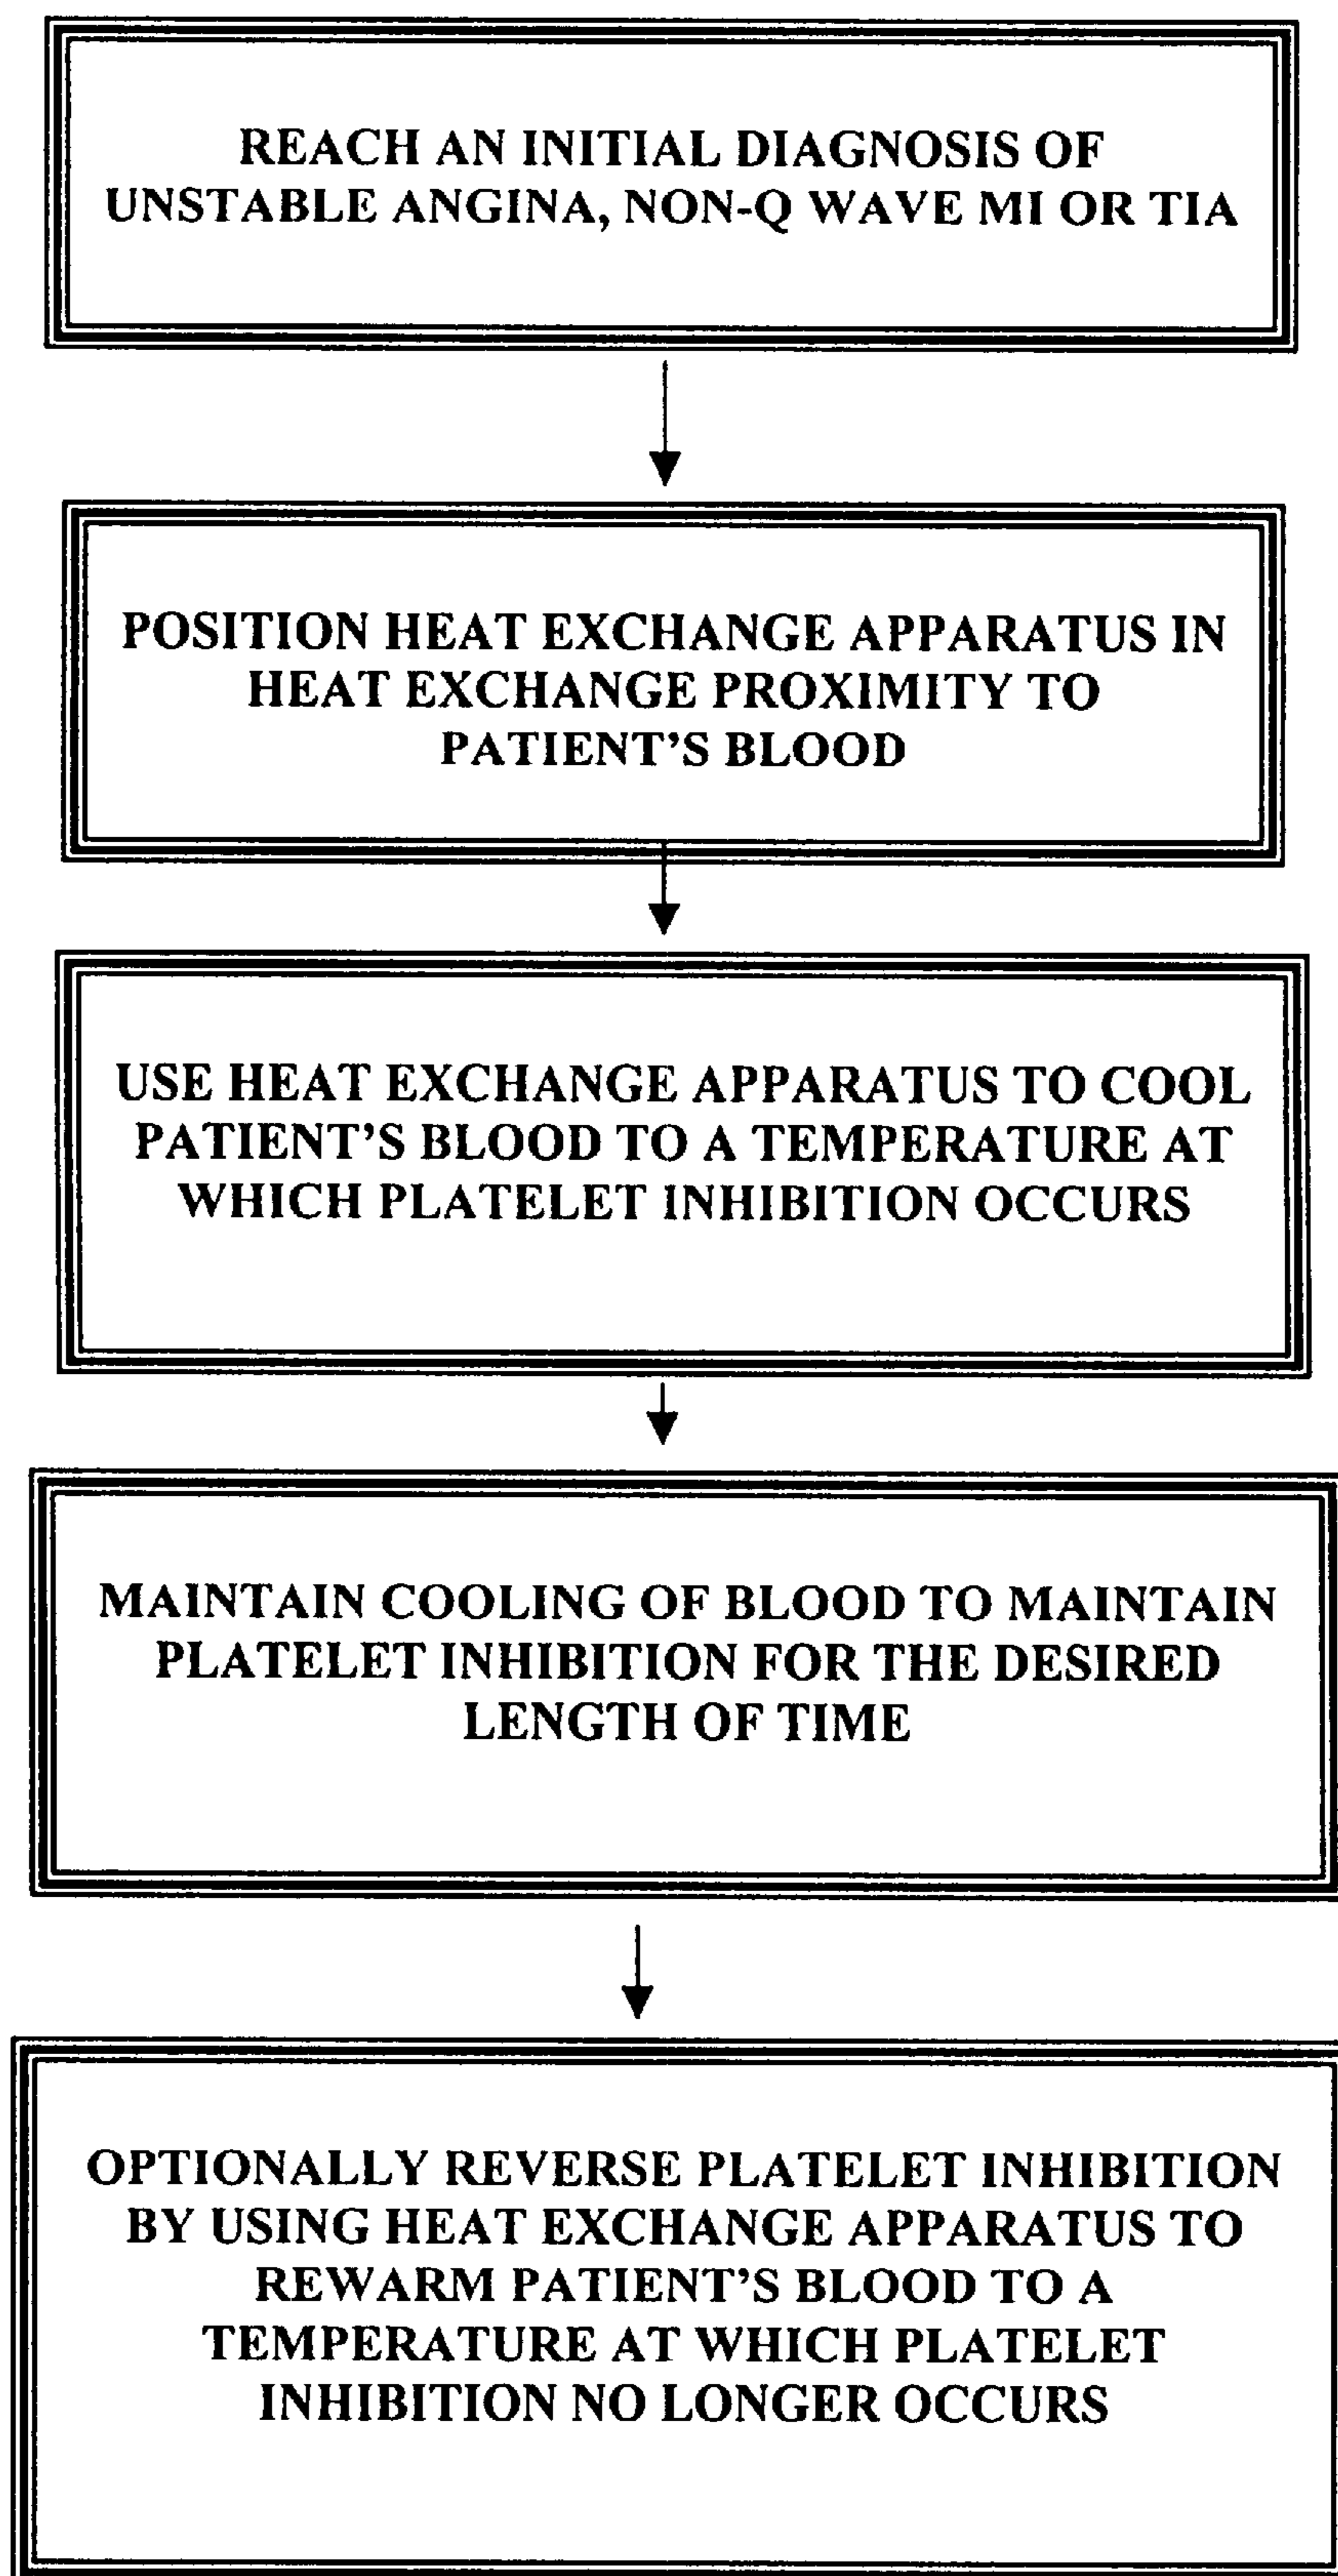 REACH AN INITIAL DIAGNOSIS OF
UNSTABLE ANGINA, NON-Q WAVE MI OR TIA
POSITION HEAT EXCHANGE APPARATUS IN
HEAT EXCHANGE PROXIMITY TO
PATIENT'S BLOOD
USE HEAT EXCHANGE APPARATUS TO COOL
PATIENT'S BLOOD TO A TEMPERATURE AT
WHICH PLATELET INHIBITION OCCURS
MAINTAIN COOLING OF BLOOD TO MAINTAIN
PLATELET INHIBITION FOR THE DESIRED
LENGTH OF TIME
OPTIONALLY REVERSE PLATELET INHIBITION
BY USING HEAT EXCHANGE APPARATUS TO
REWARM PATIENT'S BLOOD TO A
TEMPERATURE AT WHICH PLATELET
INHIBITION NO LONGER OCCURS